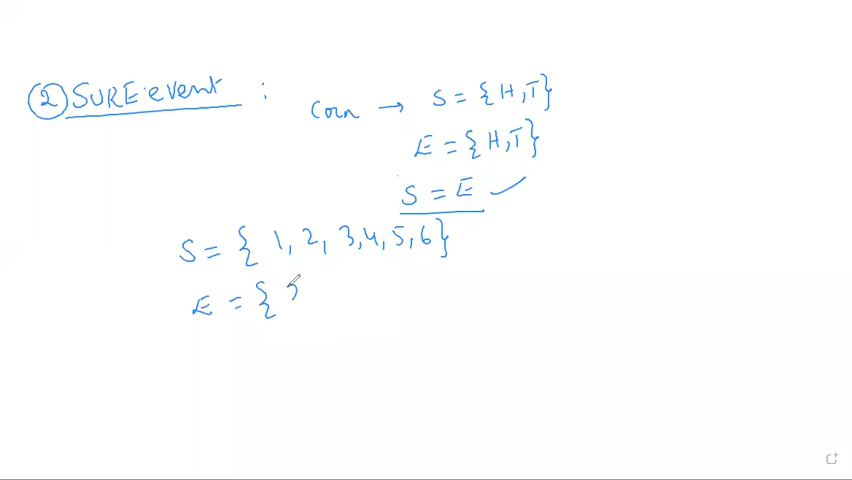 ② SURE event :
Coin → S = {H,T}
E = {H,T}
S = E ✓
S = { 1, 2, 3,4,5,6}
E = {